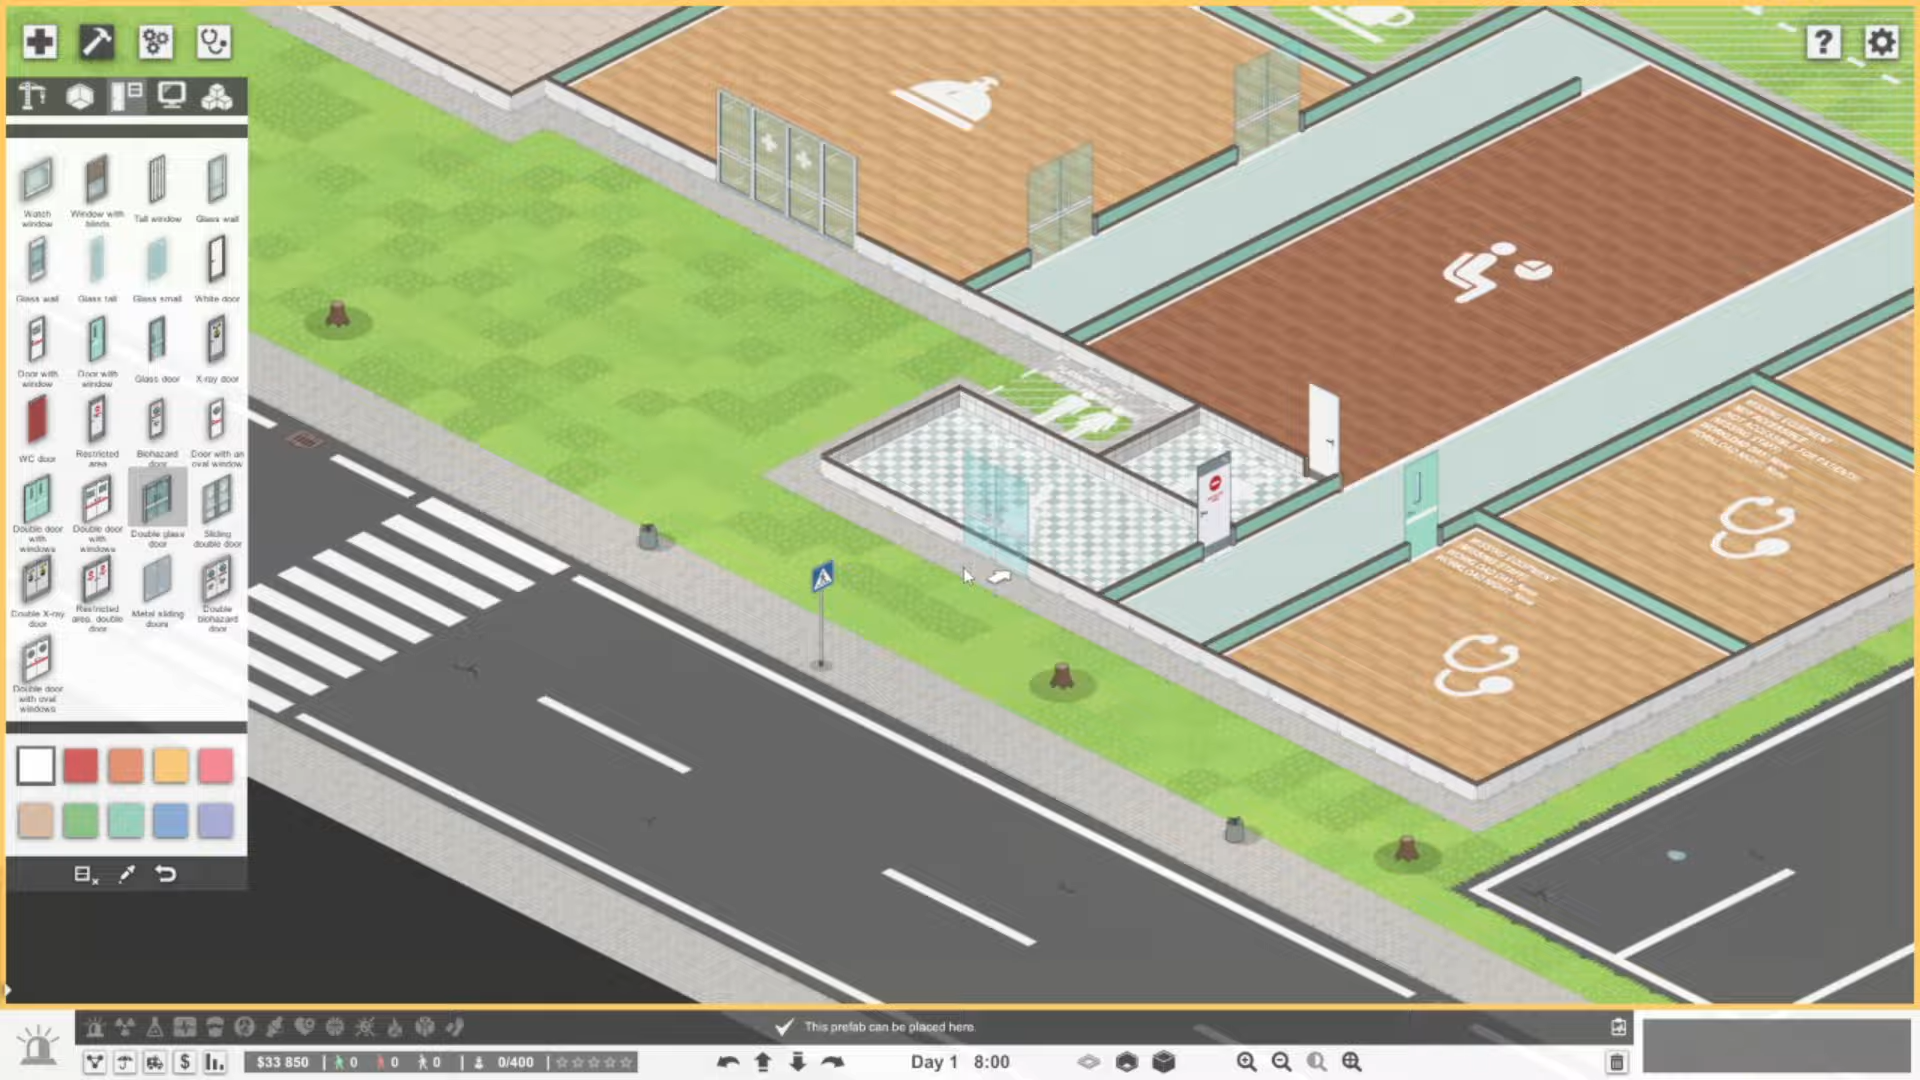 Watch window
Window with blinds
Tall window
Glass wall
Glass wall
Glass tall
Glass small
White door
Door with window
Door with window
Glass door
X-ray door
WC door
Restricted area
Biohazard door
Door with an oval window
Double door with windows
Double door with windows
Double glass door
Sliding double door
Double X-ray door
Restricted area, double door
Metal sliding doors
Double biohazard door
Double door with oval windows
MISSING EQUIPMENT
MISSING EQUIPMENT
This prefab can be placed here.
$33 850 | 0 0 0 | 0/400 |
Day 1 8:00
?